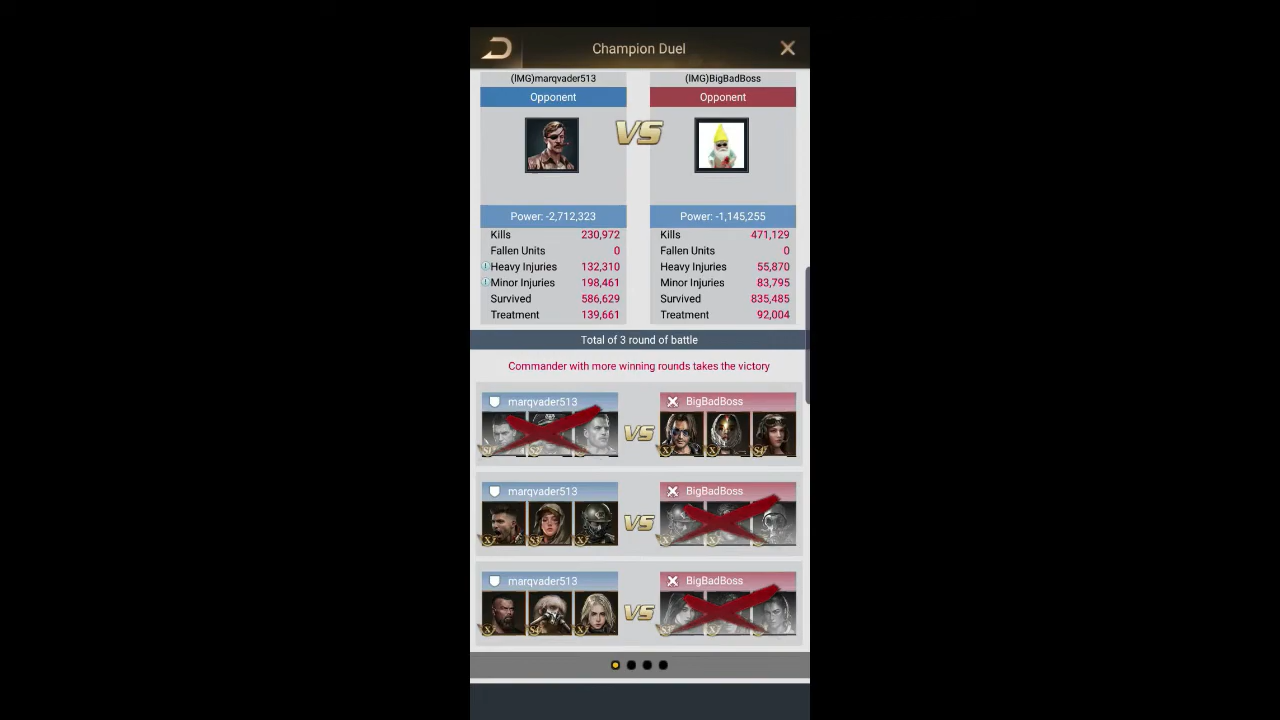 Champion Duel
(IMG)marqvader513
(IMG)BigBadBoss
Opponent
Opponent
VS
Power: -2,712,323
Power: -1,145,255
Kills 230,972
Kills 471,129
Fallen Units 0
Fallen Units 0
Heavy Injuries 132,310
Heavy Injuries 55,870
Minor Injuries 198,461
Minor Injuries 83,795
Survived 586,629
Survived 835,485
Treatment 139,661
Treatment 92,004
Total of 3 round of battle
Commander with more winning rounds takes the victory
marqvader513
BigBadBoss
VS
X X
marqvader513
BigBadBoss
VS
X X
marqvader513
BigBadBoss
VS
X X